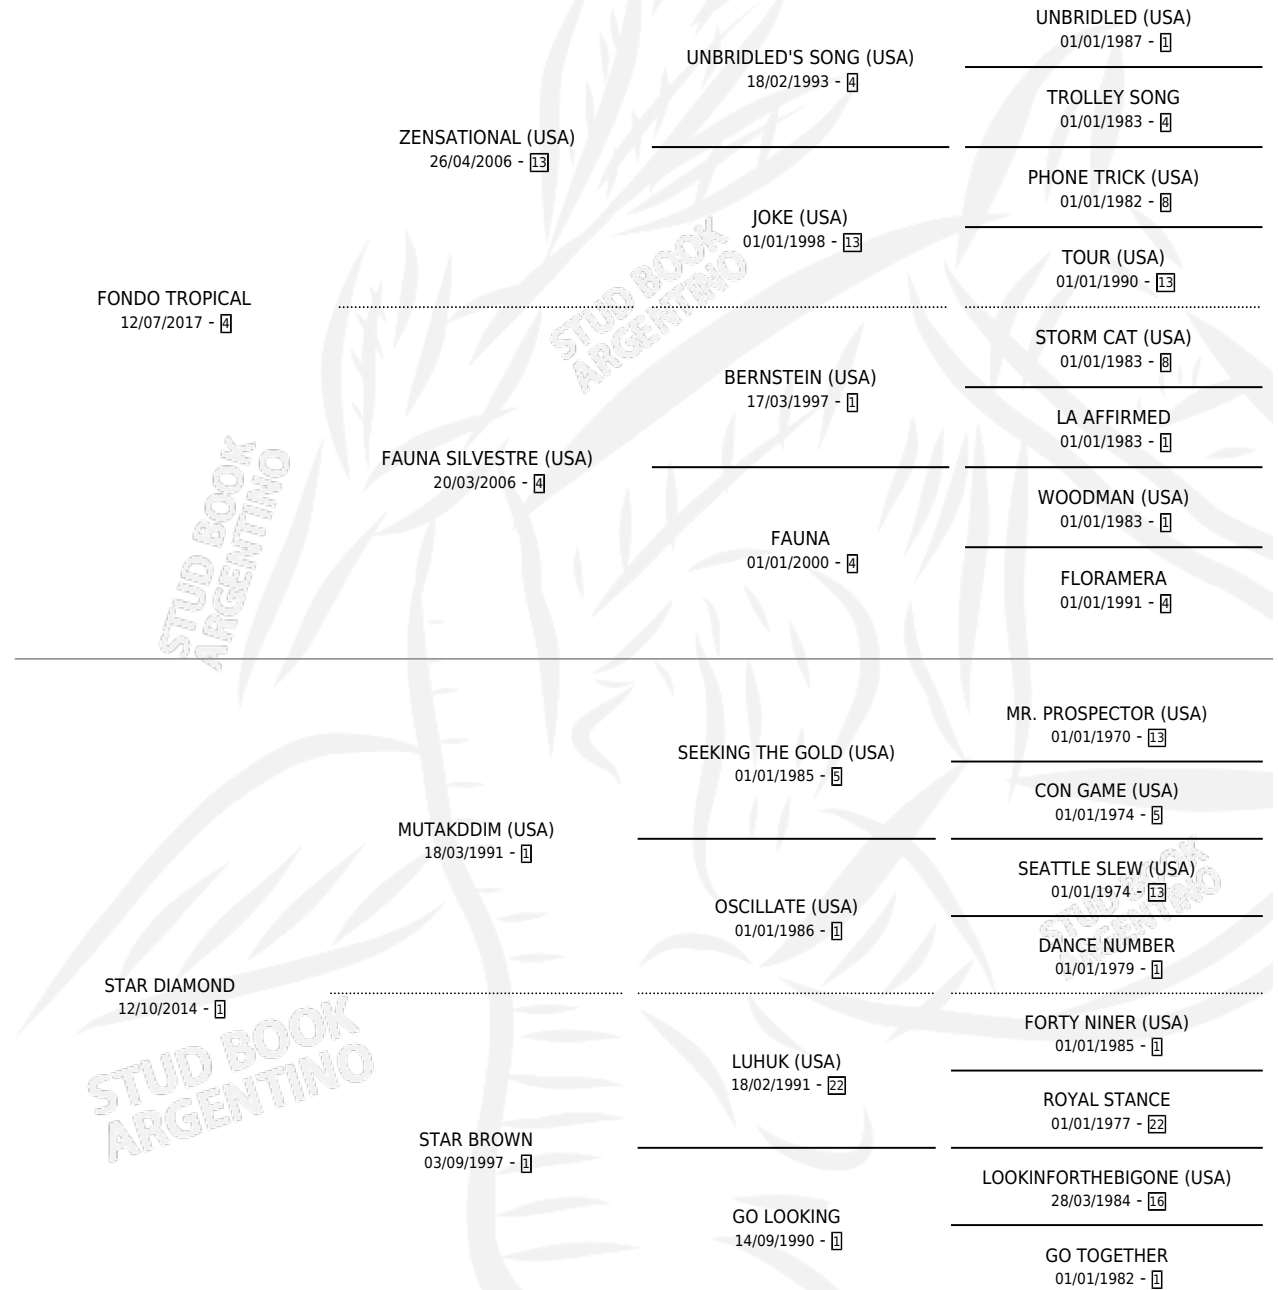 UNBRIDLED (USA)
01/01/1987 - 1
UNBRIDLED'S SONG (USA)
18/02/1993 - 4
TROLLEY SONG
01/01/1983 - 4
ZENSATIONAL (USA)
26/04/2006 - 13
PHONE TRICK (USA)
01/01/1982 - 8
JOKE (USA)
01/01/1998 - 13
TOUR (USA)
01/01/1990 - 13
FONDO TROPICAL
12/07/2017 - 4
STORM CAT (USA)
01/01/1983 - 8
BERNSTEIN (USA)
17/03/1997 - 1
LA AFFIRMED
01/01/1983 - 1
FAUNA SILVESTRE (USA)
20/03/2006 - 4
WOODMAN (USA)
01/01/1983 - 1
FAUNA
01/01/2000 - 4
FLORAMERA
01/01/1991 - 4
STUD BOOK
ARGENTINO
STUD BOOK
ARGENTINO
MR. PROSPECTOR (USA)
01/01/1970 - 13
SEEKING THE GOLD (USA)
01/01/1985 - 5
CON GAME (USA)
01/01/1974 - 5
MUTAKDDIM (USA)
18/03/1991 - 1
SEATTLE SLEW (USA)
01/01/1974 - 13
OSCILLATE (USA)
01/01/1986 - 1
DANCE NUMBER
01/01/1979 - 1
STAR DIAMOND
12/10/2014 - 1
FORTY NINER (USA)
01/01/1985 - 1
LUHUK (USA)
18/02/1991 - 22
ROYAL STANCE
01/01/1977 - 22
STAR BROWN
03/09/1997 - 1
LOOKINFORTHEBIGONE (USA)
28/03/1984 - 16
GO LOOKING
14/09/1990 - 1
GO TOGETHER
01/01/1982 - 1
STUD BOOK
ARGENTINO
STUD BOOK
ARGENTINO